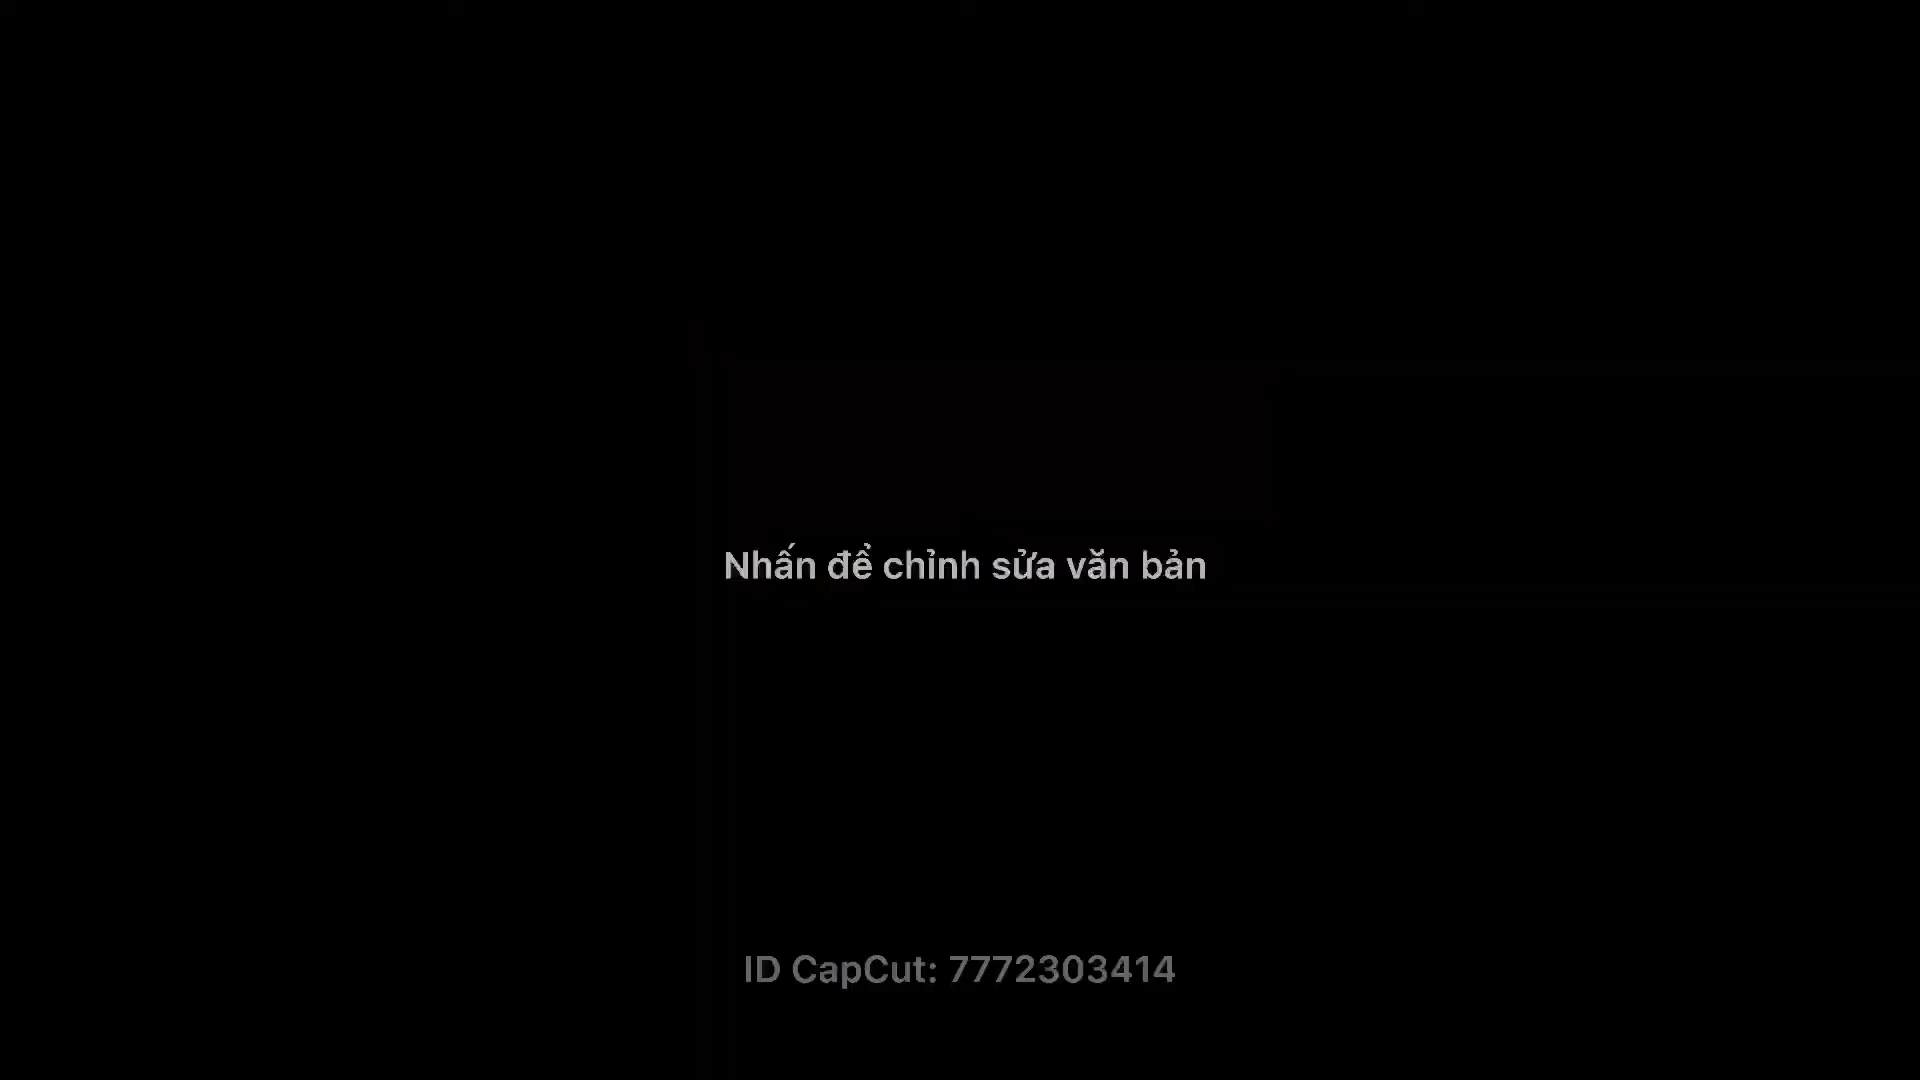 Nhấn để chỉnh sửa văn bản
ID CapCut: 7772303414